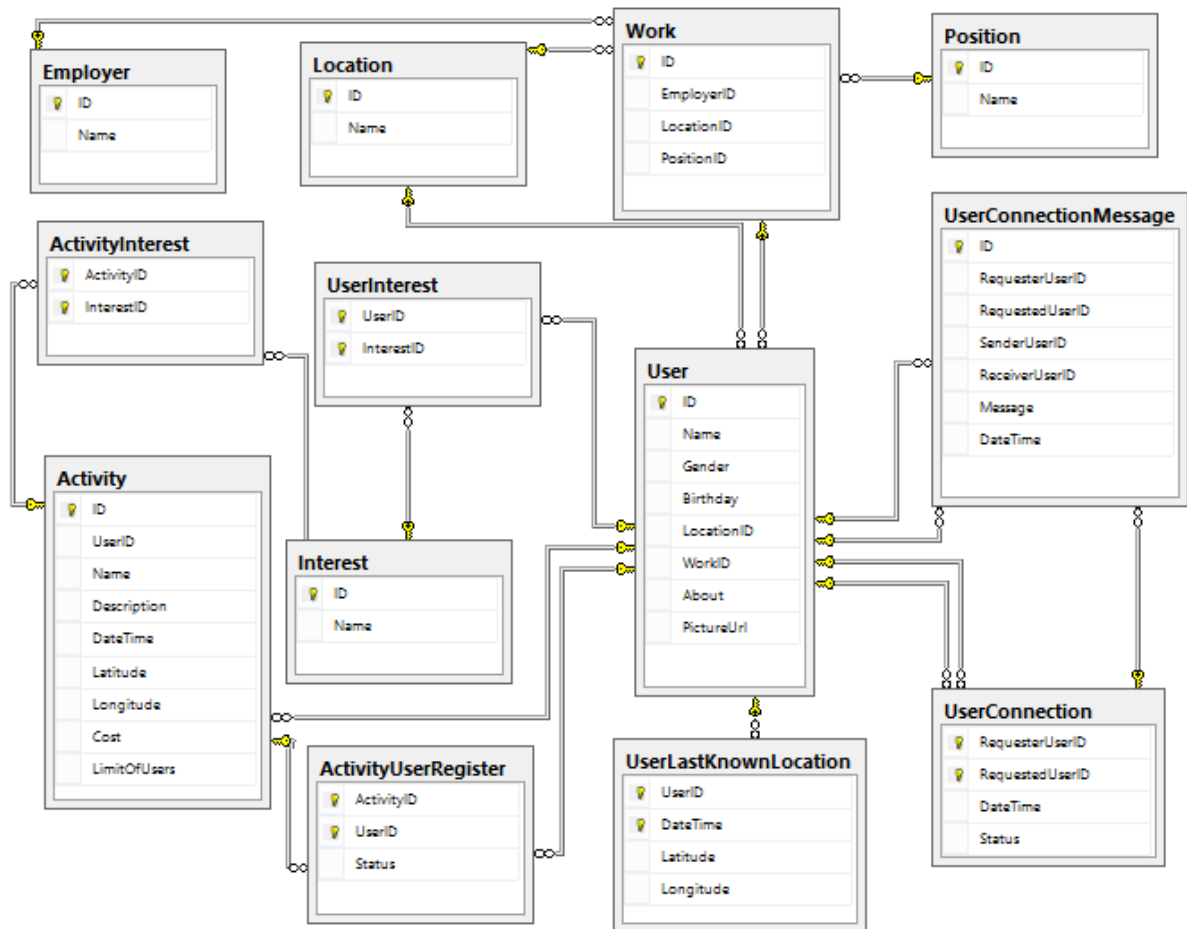 Employer
ID
Name
Location
ID
Name
Work
ID
EmployerID
LocationID
PositionID
Position
ID
Name
ActivityInterest
ActivityID
InterestID
UserInterest
UserID
InterestID
UserConnectionMessage
ID
RequesterUserID
RequestedUserID
SenderUserID
ReceiverUserID
Message
DateTime
User
ID
Name
Gender
Birthday
LocationID
WorkID
About
PictureUrl
Activity
ID
UserID
Name
Description
DateTime
Latitude
Longitude
Cost
LimitOfUsers
Interest
ID
Name
ActivityUserRegister
ActivityID
UserID
Status
UserLastKnownLocation
UserID
DateTime
Latitude
Longitude
UserConnection
RequesterUserID
RequestedUserID
DateTime
Status